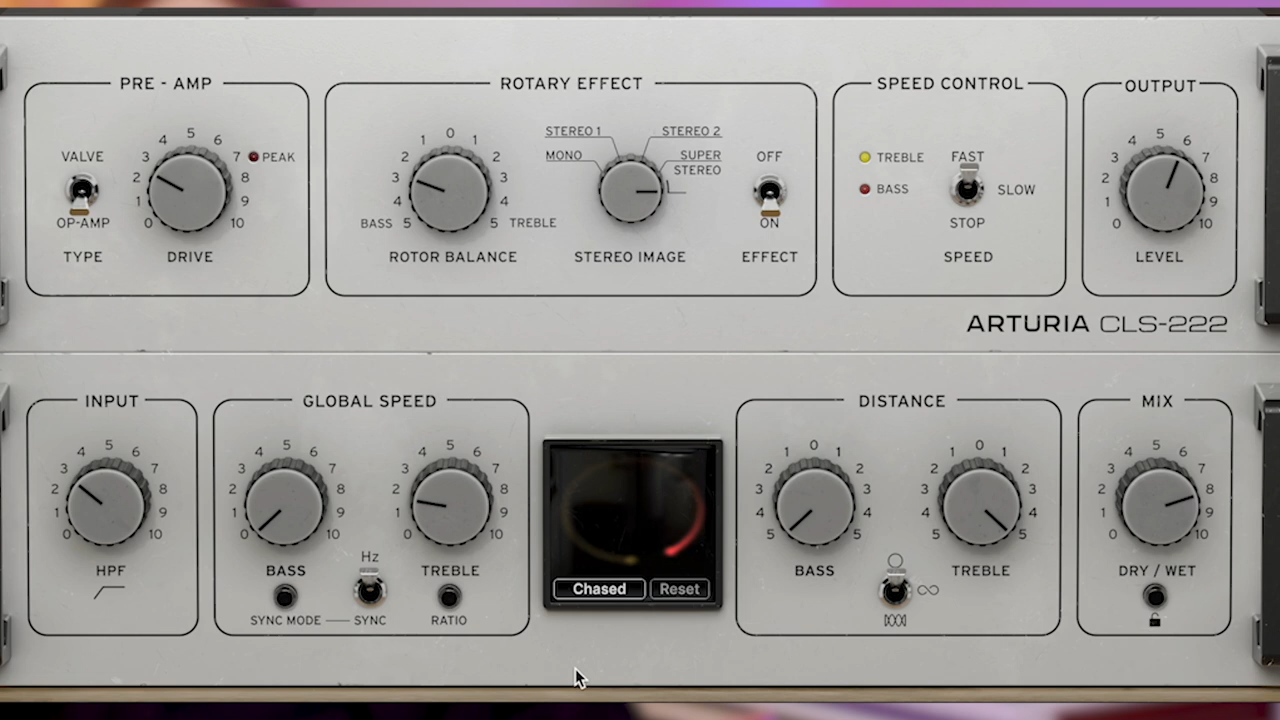 PRE - AMP
VALVE
OP-AMP
TYPE
0 1 2 3 4 5 6 7 8 9 10
PEAK
DRIVE
ROTARY EFFECT
BASS 5 4 3 2 1 0 1 2 3 4 5 TREBLE
ROTOR BALANCE
STEREO 1
STEREO 2
MONO
SUPER
STEREO
STEREO IMAGE
OFF
ON
EFFECT
SPEED CONTROL
TREBLE
BASS
FAST
SLOW
STOP
SPEED
OUTPUT
0 1 2 3 4 5 6 7 8 9 10
LEVEL
ARTURIA CLS-222
INPUT
0 1 2 3 4 5 6 7 8 9 10
HPF
GLOBAL SPEED
0 1 2 3 4 5 6 7 8 9 10
BASS
SYNC MODE
Hz
SYNC
0 1 2 3 4 5 6 7 8 9 10
TREBLE
RATIO
Chased
Reset
DISTANCE
5 4 3 2 1 0 1 2 3 4 5
BASS
5 4 3 2 1 0 1 2 3 4 5
TREBLE
MIX
0 1 2 3 4 5 6 7 8 9 10
DRY / WET